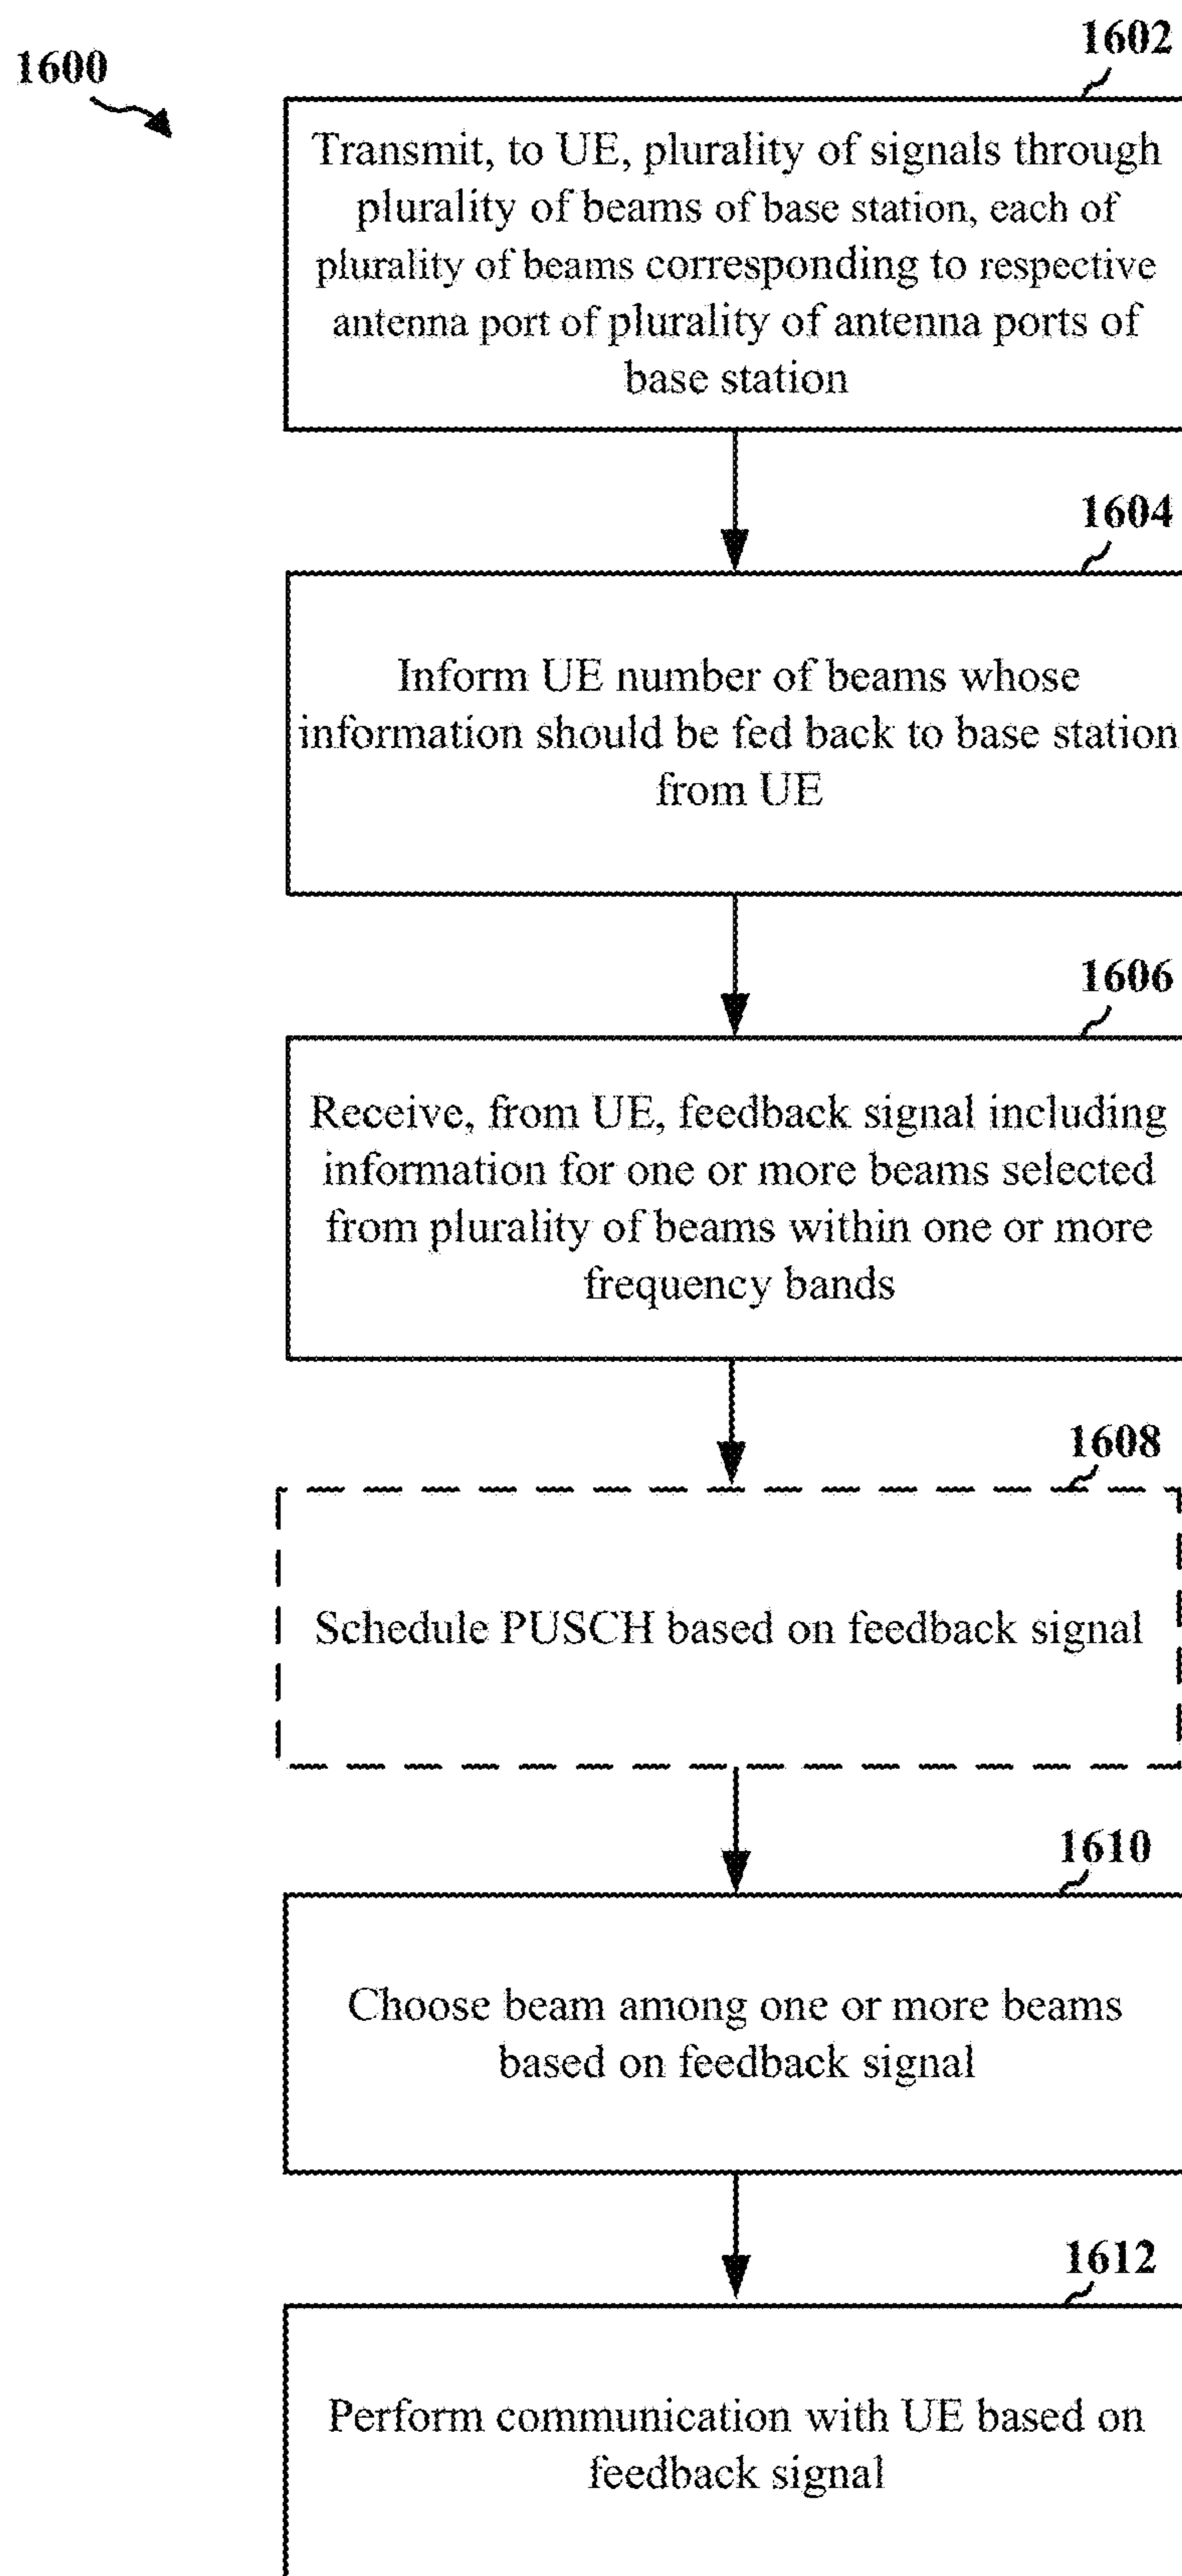 1600
1602
Transmit, to UE, plurality of signals through
plurality of beams of base station, each of
plurality of beams corresponding to respective
antenna port of plurality of antenna ports of
base station
1604
Inform UE number of beams whose
information should be fed back to base station
from UE
1606
Receive, from UE, feedback signal including
information for one or more beams selected
from plurality of beams within one or more
frequency bands
1608
Schedule PUSCH based on feedback signal
1610
Choose beam among one or more beams
based on feedback signal
1612
Perform communication with UE based on
feedback signal